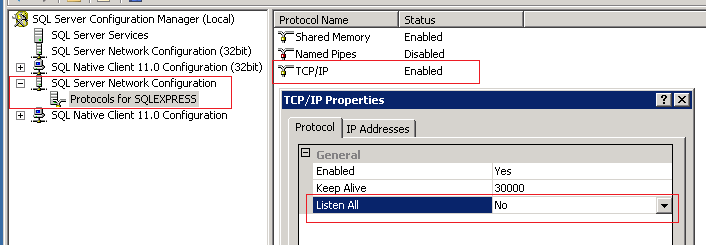 SQL Server Configuration Manager (Local)
SQL Server Services
SQL Server Network Configuration (32bit)
SQL Native Client 11.0 Configuration (32bit)
SQL Server Network Configuration
Protocols for SQLEXPRESS
SQL Native Client 11.0 Configuration
Protocol Name Status
Shared Memory Enabled
Named Pipes Disabled
TCP/IP Enabled
TCP/IP Properties
Protocol IP Addresses
General
Enabled Yes
Keep Alive 30000
Listen All No